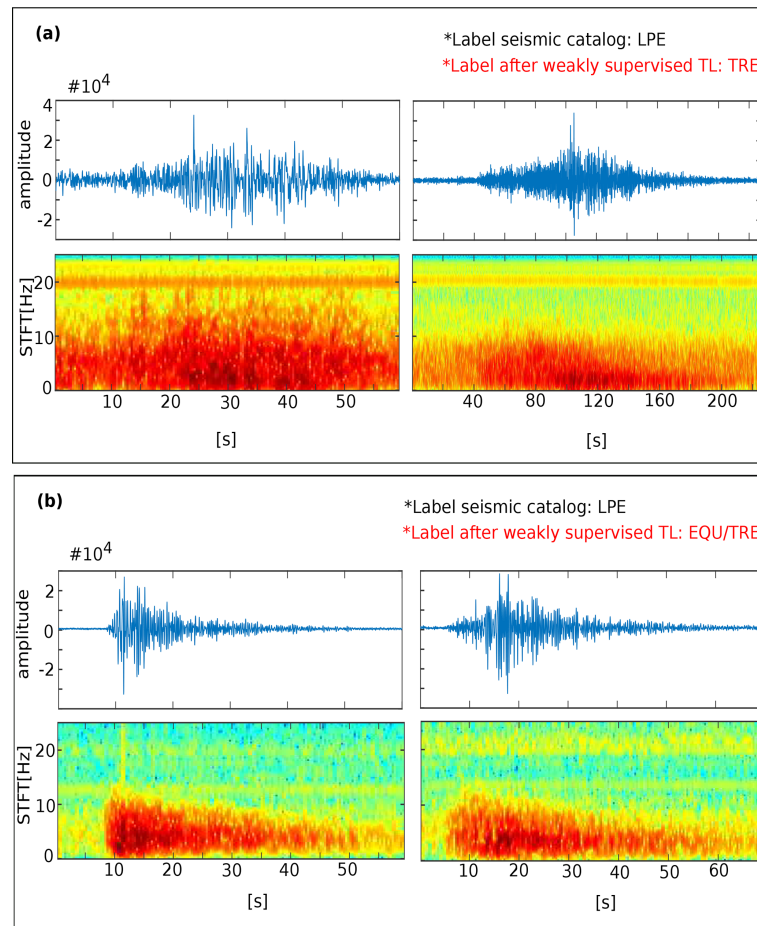 (a)
*Label seismic catalog: LPE
*Label after weakly supervised TL: TRE
#10^4
4
2
0
-2
amplitude
20
10
0
STFT[Hz]
10 20 30 40 50
40 80 120 160 200
[s] [s]
(b)
*Label seismic catalog: LPE
*Label after weakly supervised TL: EQU/TRE
#10^4
2
0
-2
amplitude
20
10
0
STFT[Hz]
10 20 30 40 50
10 20 30 40 50 60
[s] [s]